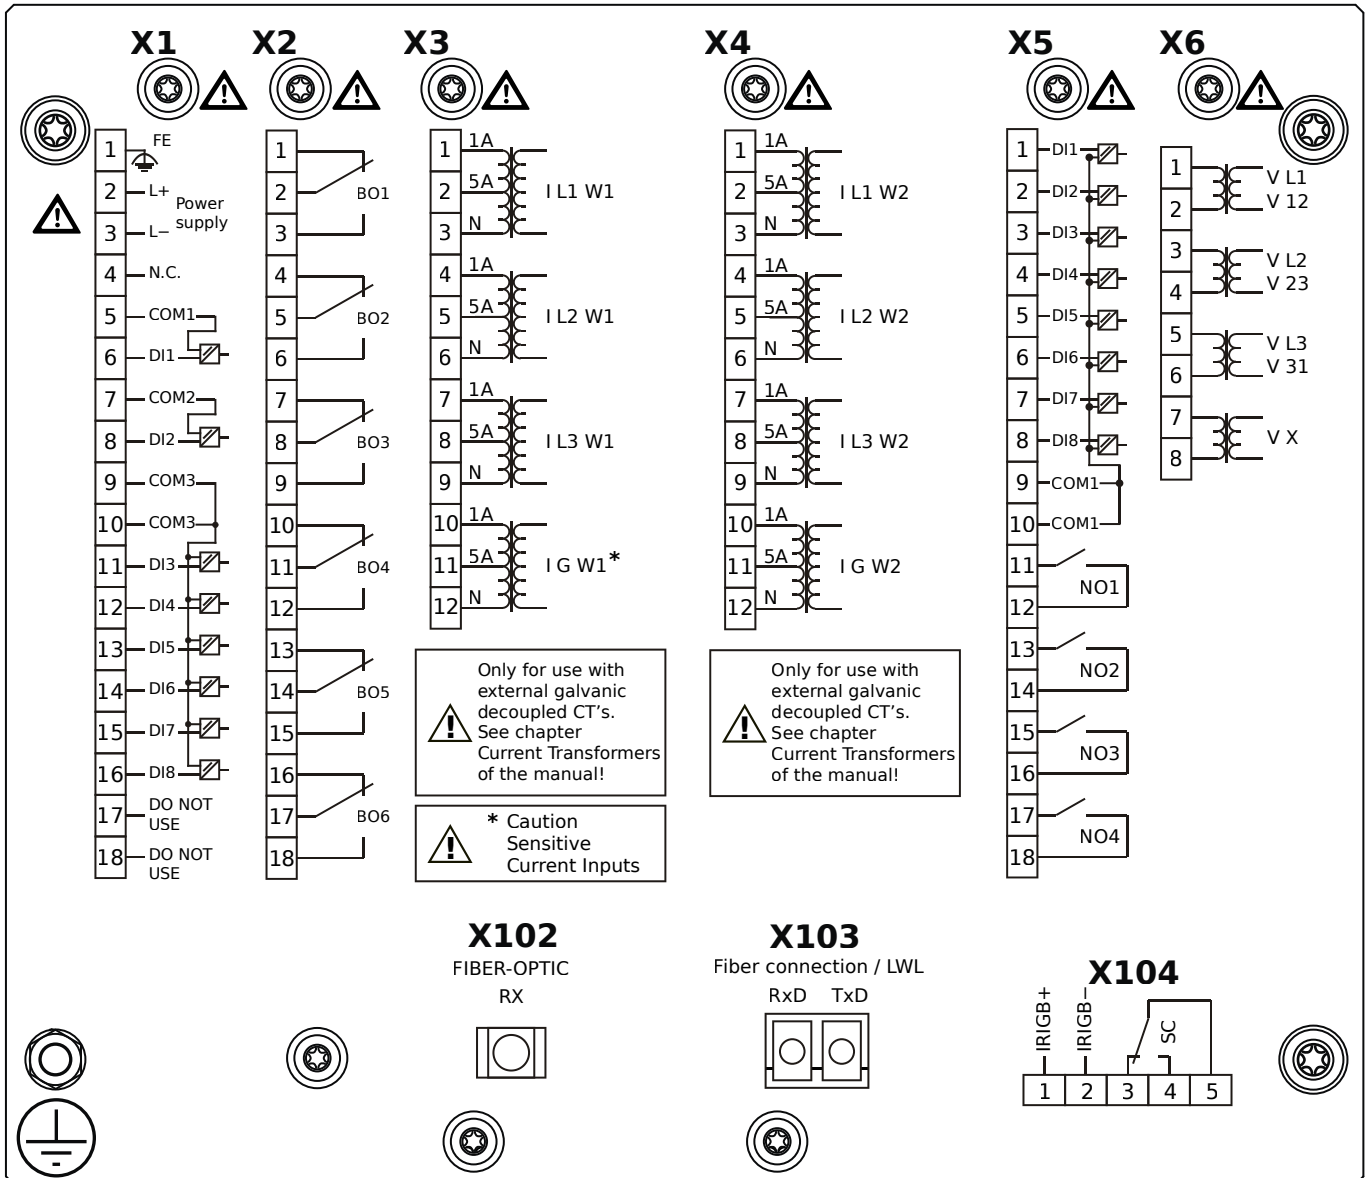 X1
X2
X3
X4
X5
X6
1 FE
2 L+
Power
supply
3 L−
4 N.C.
5 COM1
6 DI1
7 COM2
8 DI2
9 COM3
10 COM3
11 DI3
12 DI4
13 DI5
14 DI6
15 DI7
16 DI8
17 DO NOT
USE
18 DO NOT
USE
1
2 BO1
3
4
5 BO2
6
7
8 BO3
9
10
11 BO4
12
13
14 BO5
15
16
17 BO6
18
1 1A
2 5A I L1 W1
3 N
4 1A
5 5A I L2 W1
6 N
7 1A
8 5A I L3 W1
9 N
10 1A
11 5A I G W1*
12 N
Only for use with
external galvanic
decoupled CT's.
See chapter
Current Transformers
of the manual!
* Caution
Sensitive
Current Inputs
1 1A
2 5A I L1 W2
3 N
4 1A
5 5A I L2 W2
6 N
7 1A
8 5A I L3 W2
9 N
10 1A
11 5A I G W2
12 N
Only for use with
external galvanic
decoupled CT's.
See chapter
Current Transformers
of the manual!
1 DI1
2 DI2
3 DI3
4 DI4
5 DI5
6 DI6
7 DI7
8 DI8
9 COM1
10 COM1
11
NO1
12
13
NO2
14
15
NO3
16
17
NO4
18
1 V L1
2 V 12
3 V L2
4 V 23
5 V L3
6 V 31
7
V X
8
X102
FIBER-OPTIC
RX
X103
Fiber connection / LWL
RxD TxD
X104
IRIGB+
IRIGB−
SC
1 2 3 4 5